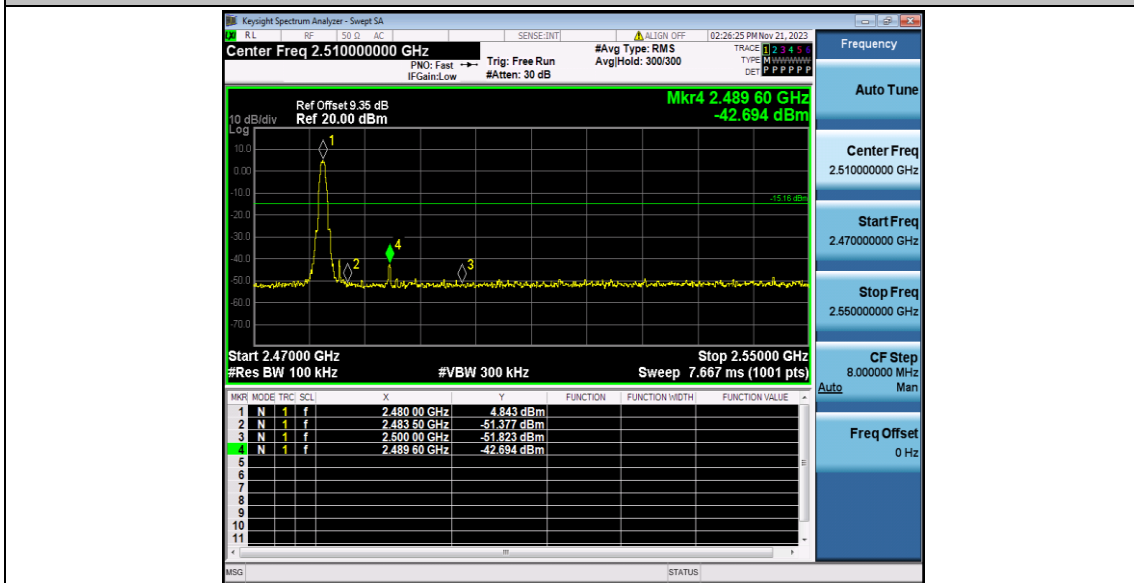 Keysight Spectrum Analyzer - Swept SA
RL RF 50 Ω AC SENSE:INT ALIGN OFF 02:26:25 PM Nov 21, 2023
Center Freq 2.510000000 GHz
PNO: Fast
IFGain:Low
Trig: Free Run
#Atten: 30 dB
#Avg Type: RMS
Avg|Hold: 300/300
TRACE 1 2 3 4 5 6
TYPE M W W W W W
DET P P P P P P
Frequency
Auto Tune
Center Freq
2.510000000 GHz
Start Freq
2.470000000 GHz
Stop Freq
2.550000000 GHz
CF Step
8.000000 MHz
Auto Man
Freq Offset
0 Hz
Mkr4 2.489 60 GHz
-42.694 dBm
Ref Offset 9.35 dB
10 dB/div Ref 20.00 dBm
Log
10.0
0.00
-10.0
-20.0
-30.0
-40.0
-50.0
-60.0
-70.0
1
2
4
3
-15.16 dBm
Start 2.47000 GHz Stop 2.55000 GHz
#Res BW 100 kHz #VBW 300 kHz Sweep 7.667 ms (1001 pts)
MKR MODE TRC SCL X Y FUNCTION FUNCTION WIDTH FUNCTION VALUE
1 N 1 f 2.480 00 GHz 4.843 dBm
2 N 1 f 2.483 50 GHz -51.377 dBm
3 N 1 f 2.500 00 GHz -51.823 dBm
4 N 1 f 2.489 60 GHz -42.694 dBm
5
6
7
8
9
10
11
MSG STATUS